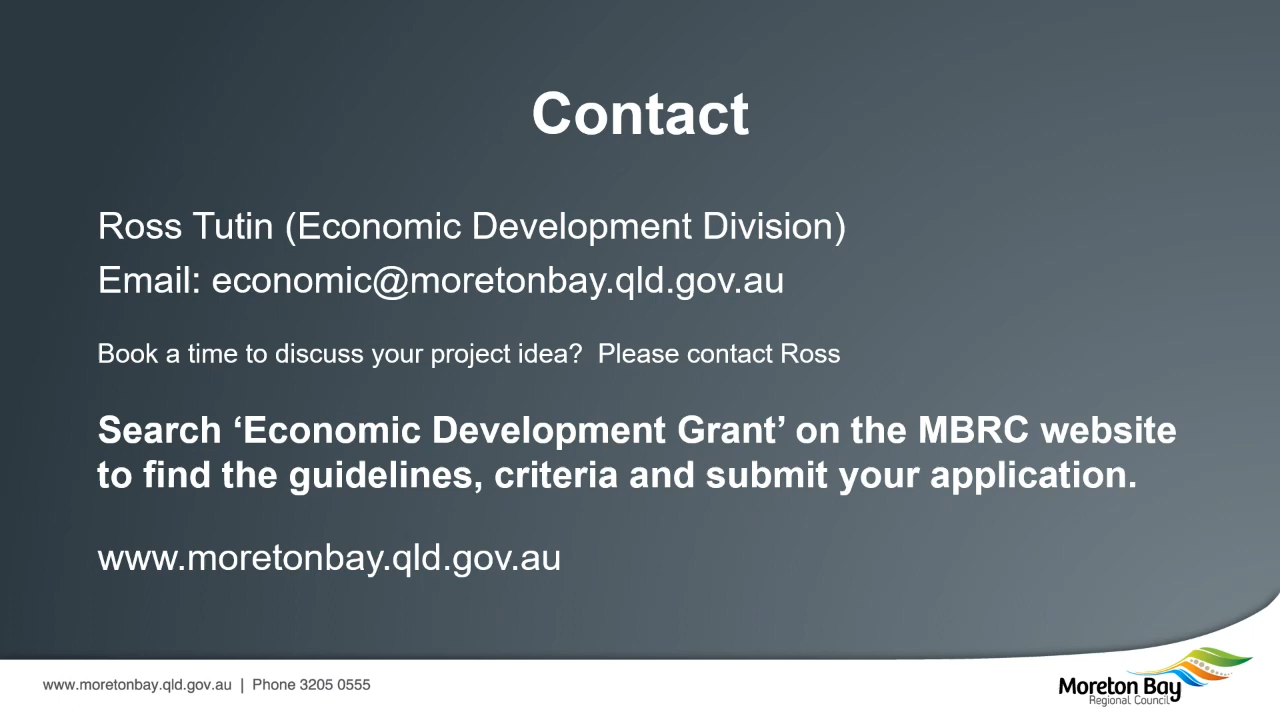 Contact
Ross Tutin (Economic Development Division)
Email: economic@moretonbay.qld.gov.au
Book a time to discuss your project idea?  Please contact Ross
Search ‘Economic Development Grant’ on the MBRC website
to find the guidelines, criteria and submit your application.
www.moretonbay.qld.gov.au
www.moretonbay.qld.gov.au | Phone 3205 0555
Moreton Bay
Regional Council